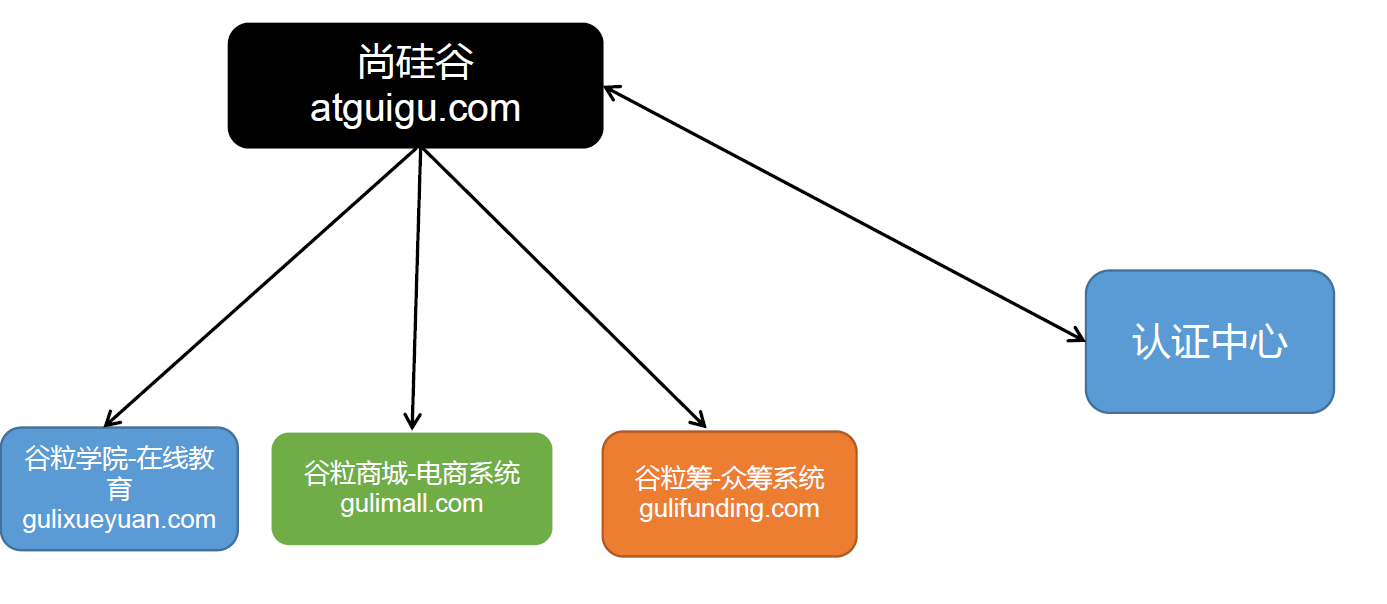 尚硅谷
atguigu.com
认证中心
谷粒学院-在线教
育
gulixueyuan.com
谷粒商城-电商系统
gulimall.com
谷粒筹-众筹系统
gulifunding.com